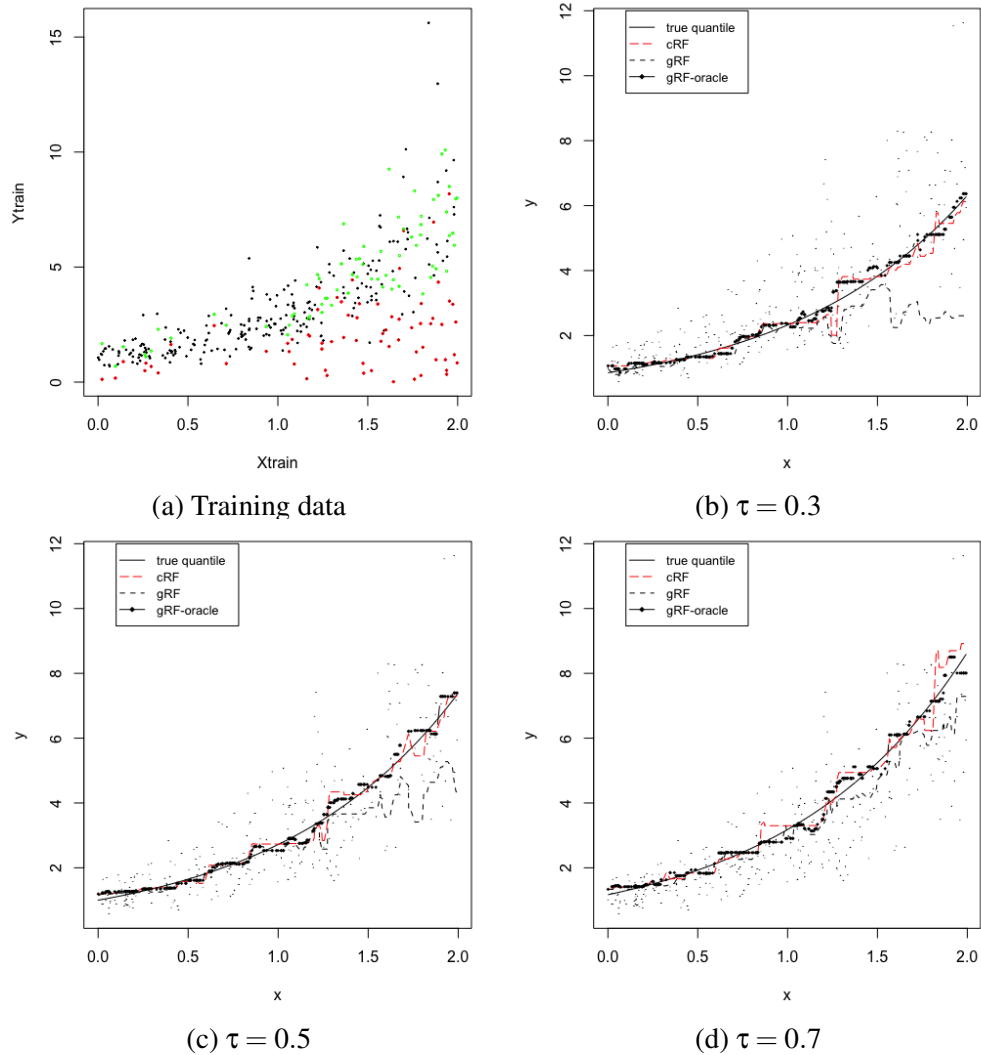 Ytrain
15
10
5
0
0.0 0.5 1.0 1.5 2.0
Xtrain
(a) Training data
true quantile
cRF
gRF
gRF-oracle
y
12
10
8
6
4
2
0.0 0.5 1.0 1.5 2.0
x
(b) τ = 0.3
true quantile
cRF
gRF
gRF-oracle
y
12
10
8
6
4
2
0.0 0.5 1.0 1.5 2.0
x
(c) τ = 0.5
true quantile
cRF
gRF
gRF-oracle
y
12
10
8
6
4
2
0.0 0.5 1.0 1.5 2.0
x
(d) τ = 0.7